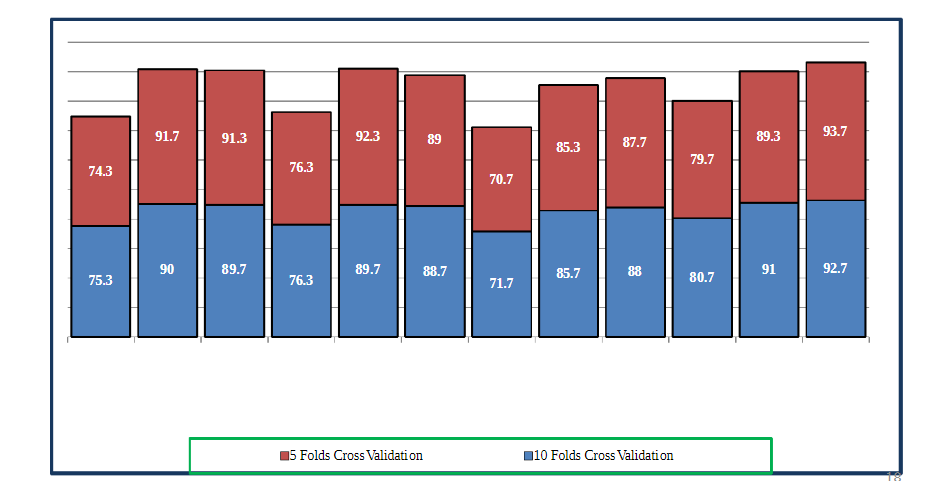 74.3 91.7 91.3 76.3 92.3 89 70.7 85.3 87.7 79.7 89.3 93.7
75.3 90 89.7 76.3 89.7 88.7 71.7 85.7 88 80.7 91 92.7
5 Folds Cross Validation 10 Folds Cross Validation
18